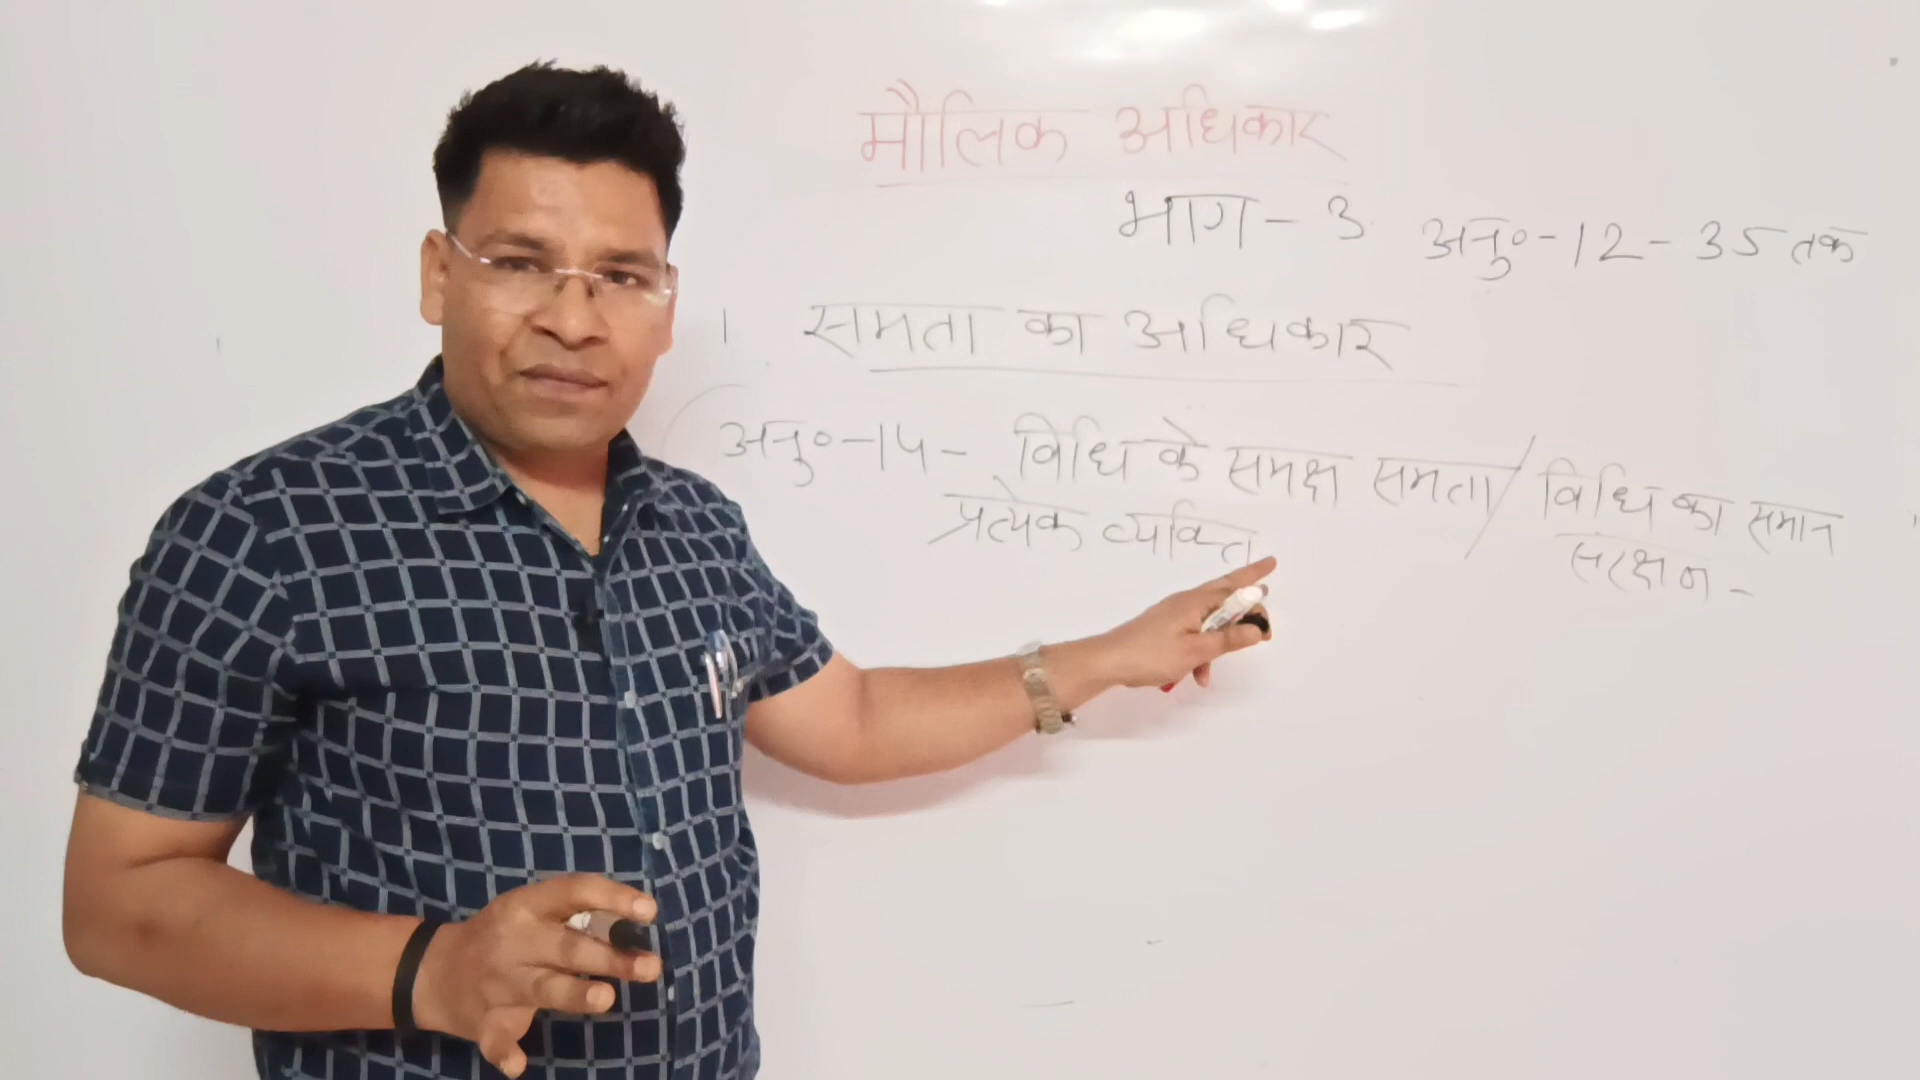 मौलिक अधिकार
भाग - 3 अनु० - 12 - 35 तक
1 समता का अधिकार
अनु० - 14 - विधि के समक्ष समता / विधि का समान
प्रत्येक व्यक्ति
सरक्षण -